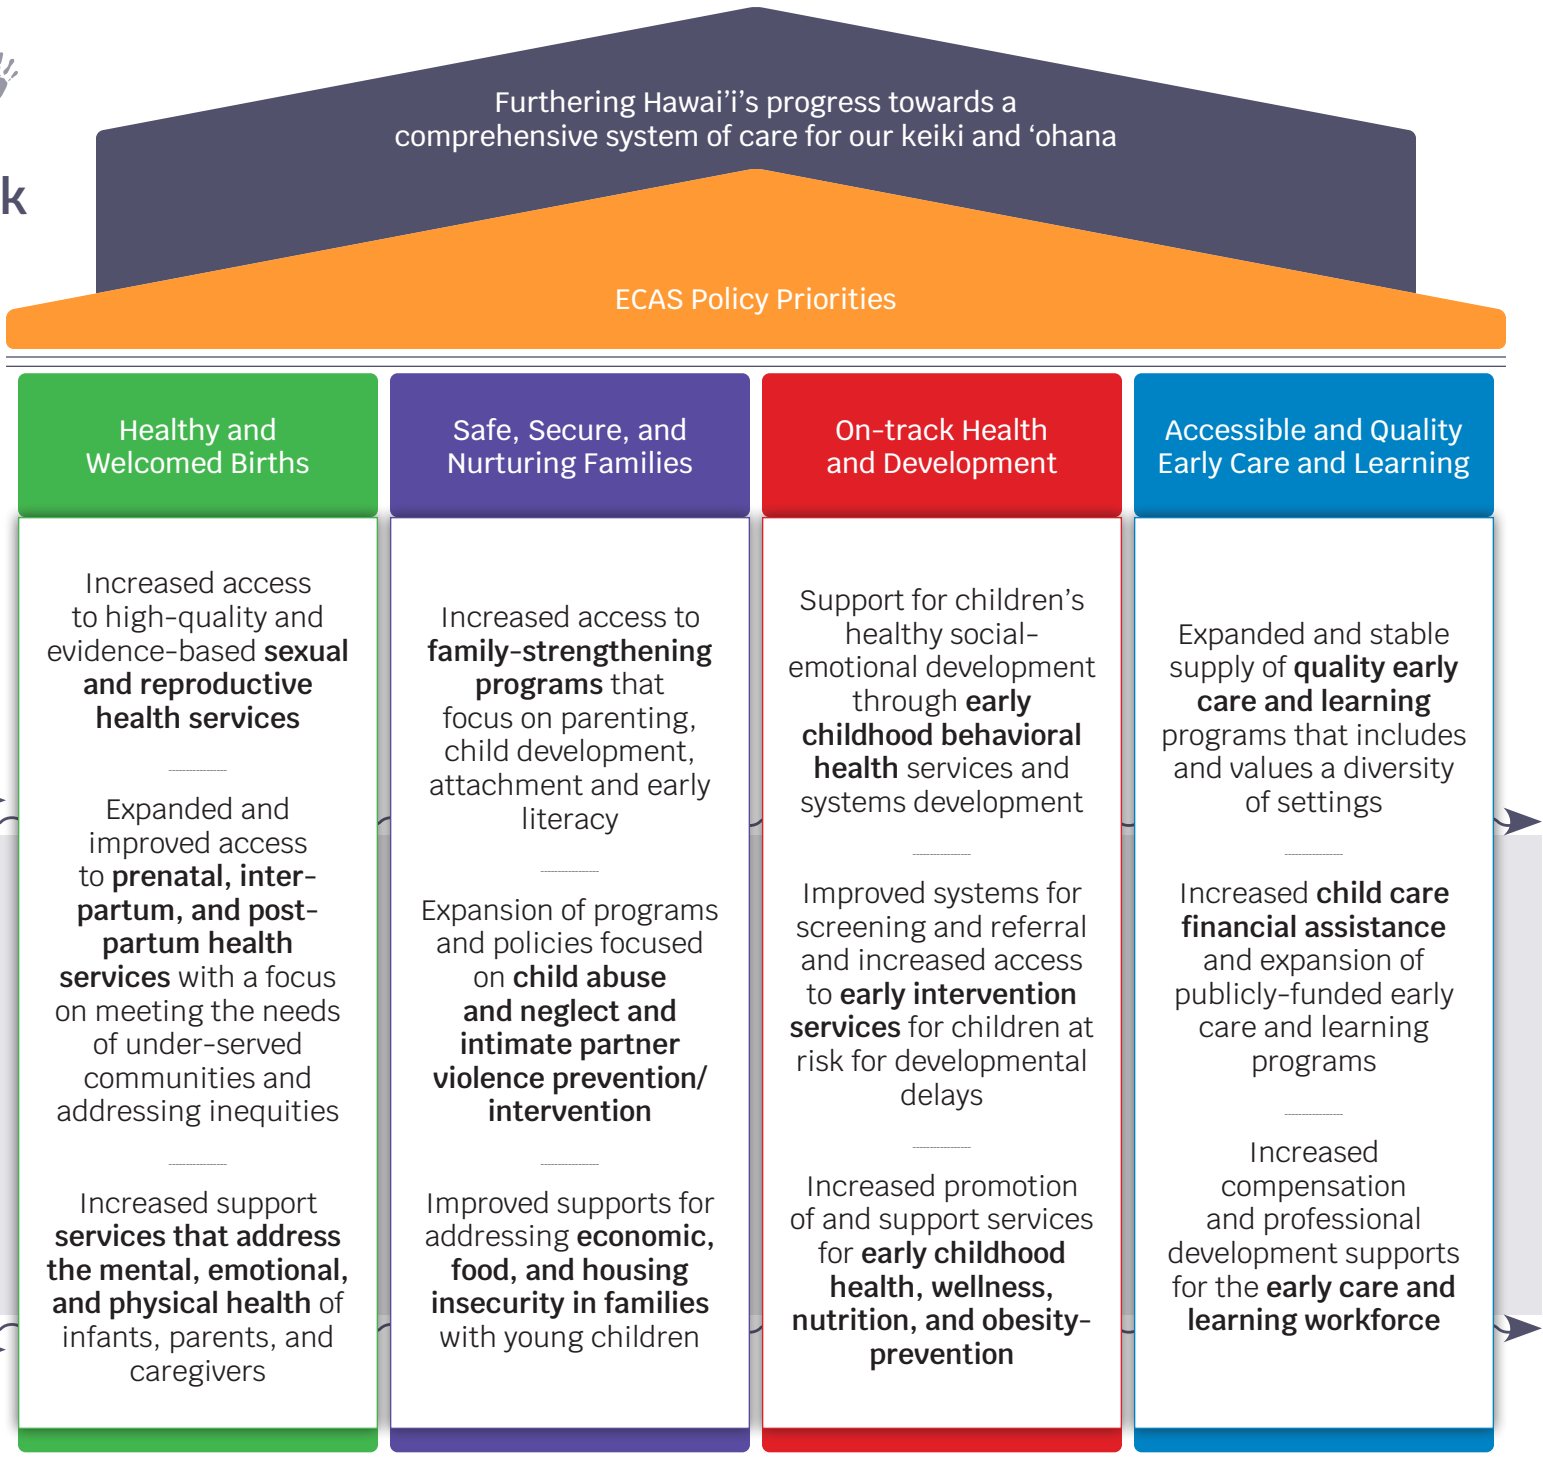 Furthering Hawai’i’s progress towards a
comprehensive system of care for our keiki and ‘ohana
k
ECAS Policy Priorities
Healthy and
Welcomed Births
Increased access
to high-quality and
evidence-based sexual
and reproductive
health services
Expanded and
improved access
to prenatal, inter-
partum, and post-
partum health
services with a focus
on meeting the needs
of under-served
communities and
addressing inequities
Increased support
services that address
the mental, emotional,
and physical health of
infants, parents, and
caregivers
Safe, Secure, and
Nurturing Families
Increased access to
family-strengthening
programs that
focus on parenting,
child development,
attachment and early
literacy
Expansion of programs
and policies focused
on child abuse
and neglect and
intimate partner
violence prevention/
intervention
Improved supports for
addressing economic,
food, and housing
insecurity in families
with young children
On-track Health
and Development
Support for children’s
healthy social-
emotional development
through early
childhood behavioral
health services and
systems development
Improved systems for
screening and referral
and increased access
to early intervention
services for children at
risk for developmental
delays
Increased promotion
of and support services
for early childhood
health, wellness,
nutrition, and obesity-
prevention
Accessible and Quality
Early Care and Learning
Expanded and stable
supply of quality early
care and learning
programs that includes
and values a diversity
of settings
Increased child care
financial assistance
and expansion of
publicly-funded early
care and learning
programs
Increased
compensation
and professional
development supports
for the early care and
learning workforce